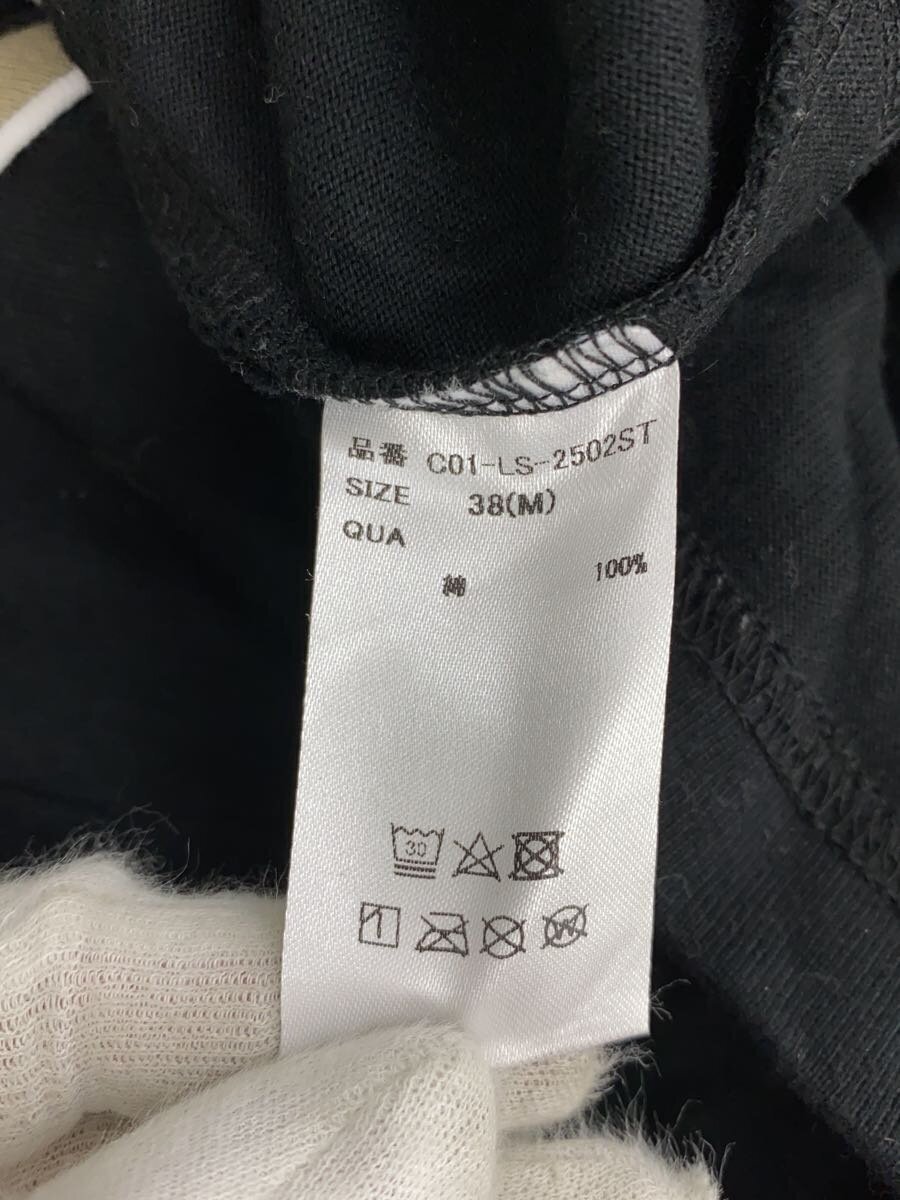 品番 C01-LS-2502ST
SIZE 38(M)
QUA
綿 100%
30
W